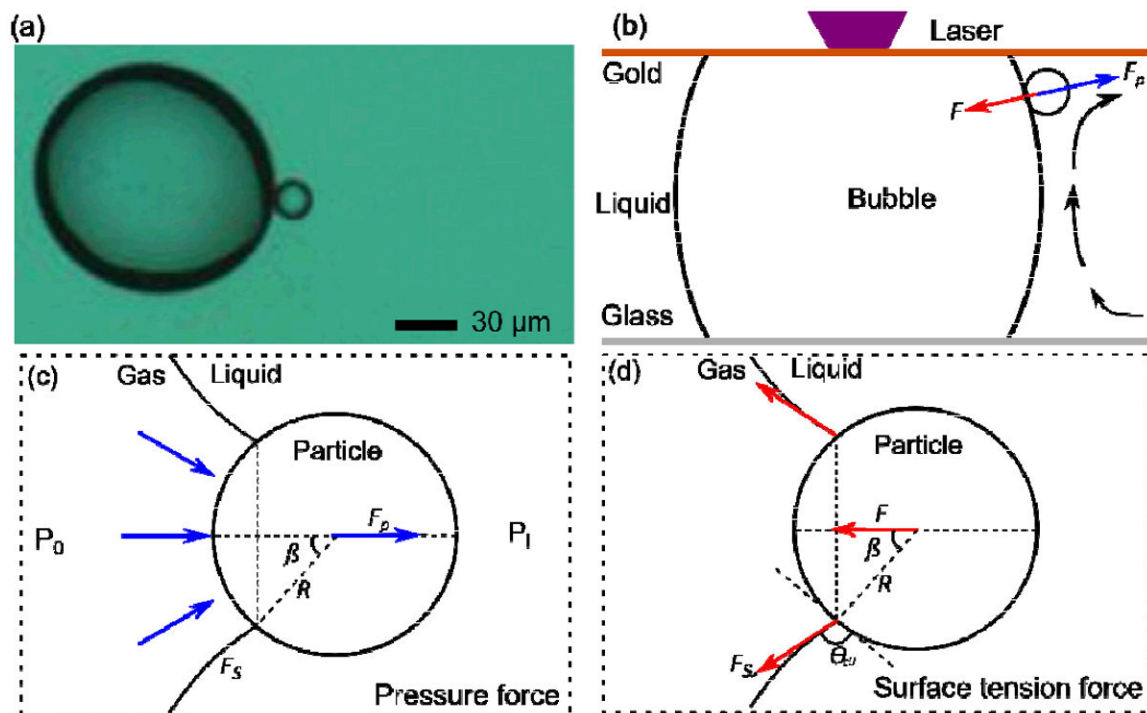 (a)
30 μm
(b)
Laser
Gold
F
Fₚ
Liquid
Bubble
Glass
(c)
Gas
Liquid
Particle
P₀
Fₚ
Pₗ
β
R
Fₛ
Pressure force
(d)
Gas
Liquid
Particle
F
β
R
Fₛ
Surface tension force